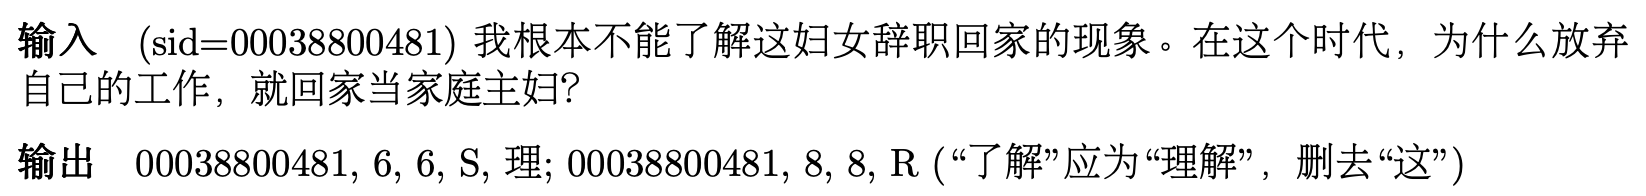 输入 (sid=00038800481) 我根本不能了解这妇女辞职回家的现象。在这个时代，为什么放弃
自己的工作，就回家当家庭主妇?
输出 00038800481, 6, 6, S, 理; 00038800481, 8, 8, R (“了解”应为“理解”，删去“这”)